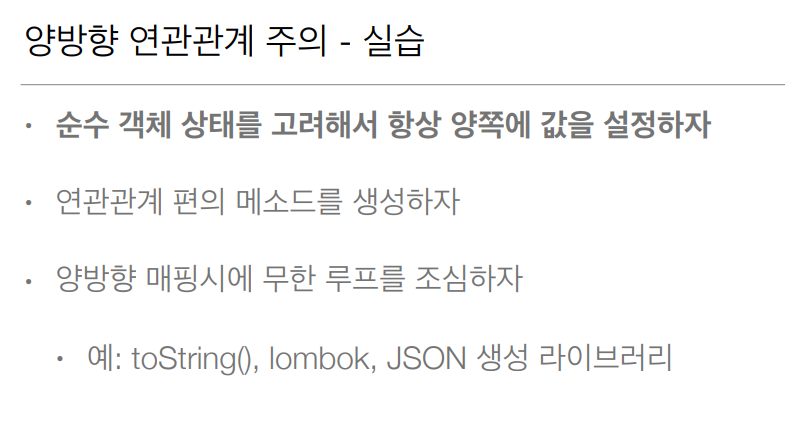 양방향 연관관계 주의 - 실습
• 순수 객체 상태를 고려해서 항상 양쪽에 값을 설정하자
• 연관관계 편의 메소드를 생성하자
• 양방향 매핑시에 무한 루프를 조심하자
• 예: toString(), lombok, JSON 생성 라이브러리